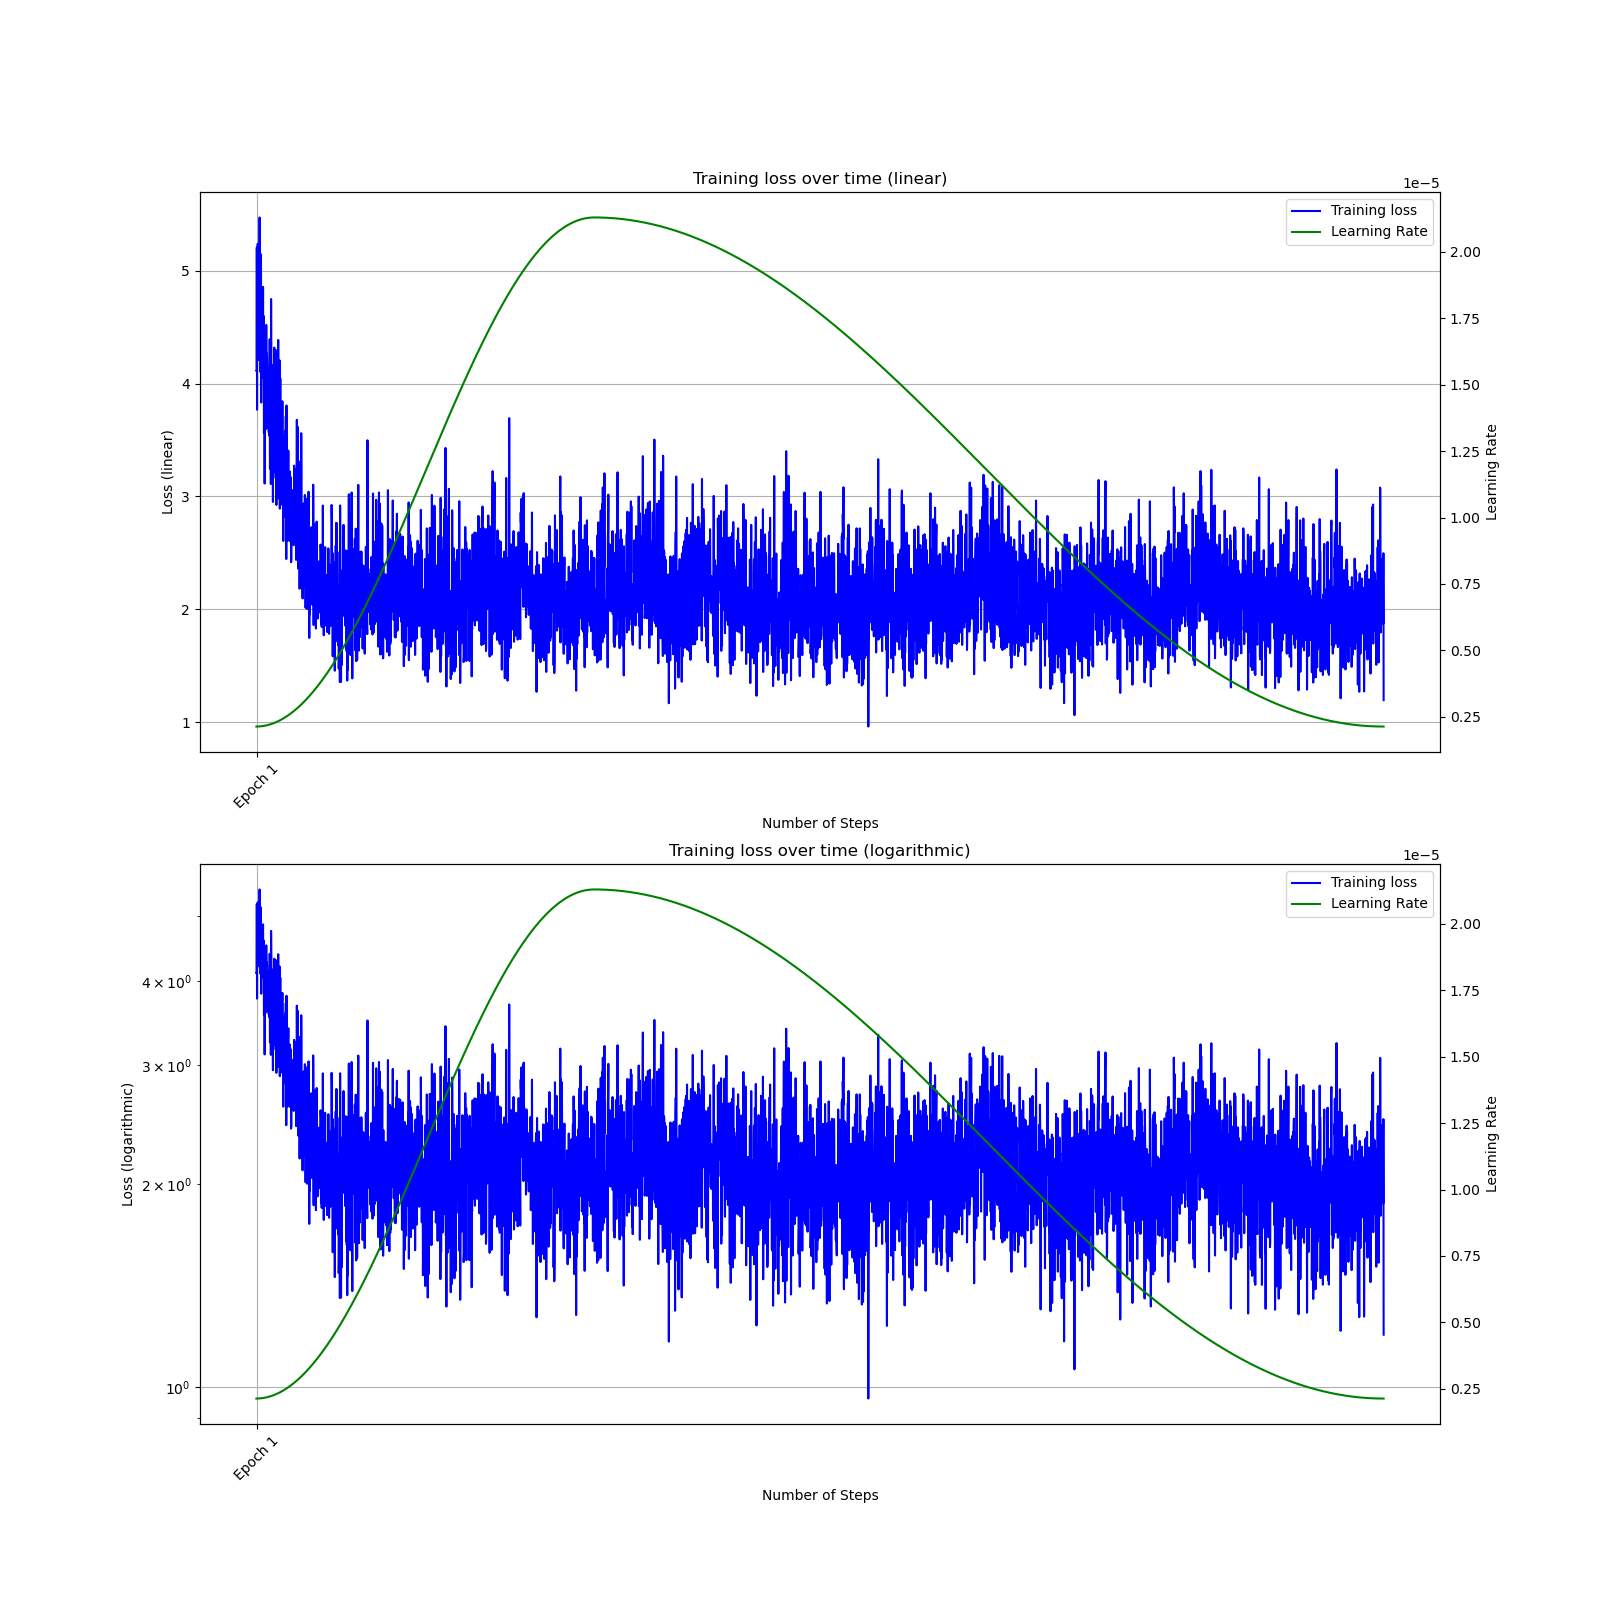 Training loss over time (linear)
1e−5
Training loss
Learning Rate
5
4
3
2
1
Loss (linear)
2.00
1.75
1.50
1.25
1.00
0.75
0.50
0.25
Learning Rate
Epoch 1
Number of Steps
Training loss over time (logarithmic)
1e−5
Training loss
Learning Rate
4 × 10⁰
3 × 10⁰
2 × 10⁰
10⁰
Loss (logarithmic)
2.00
1.75
1.50
1.25
1.00
0.75
0.50
0.25
Learning Rate
Epoch 1
Number of Steps